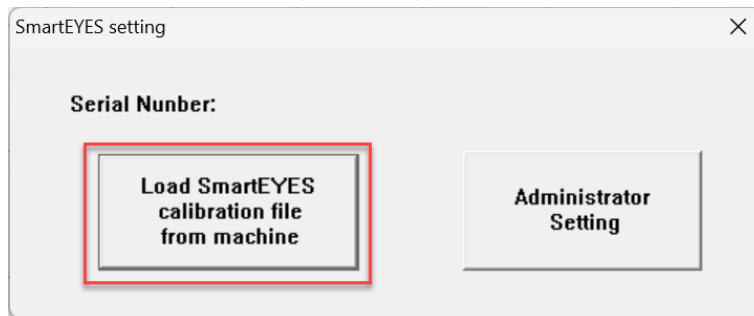 SmartEYES setting
Serial Nunber:
Load SmartEYES
calibration file
from machine
Administrator
Setting